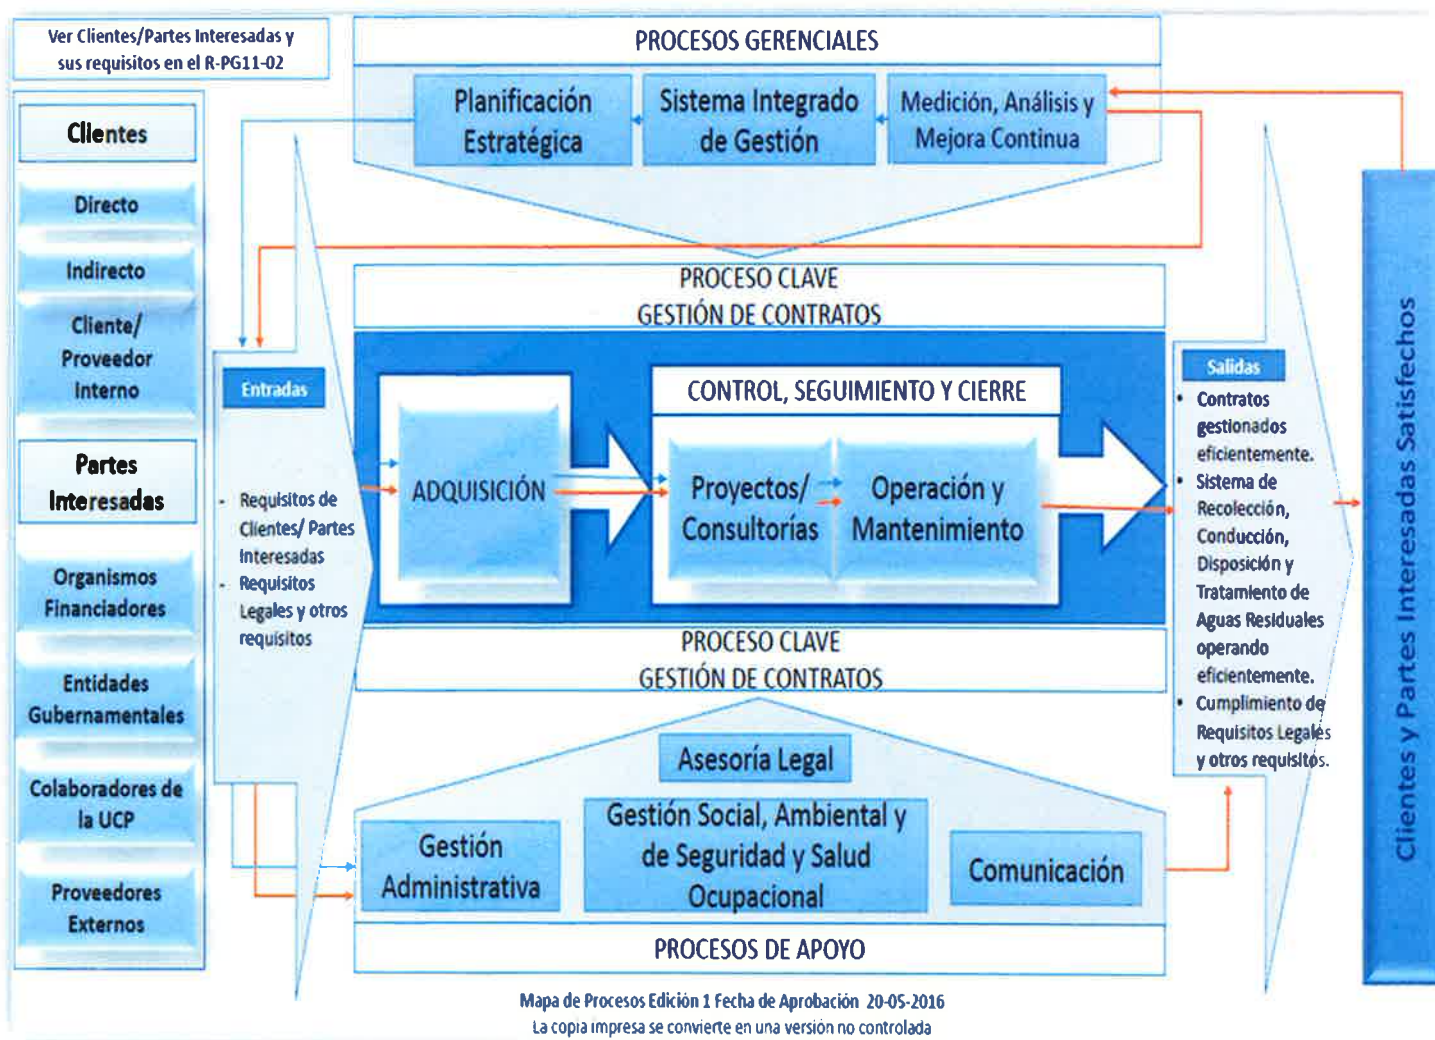 Ver Clientes/Partes Interesadas y
sus requisitos en el R-PG11-02
Clientes
Directo
Indirecto
Cliente/
Proveedor
Interno
Partes
Interesadas
Organismos
Financiadores
Entidades
Gubernamentales
Colaboradores de
la UCP
Proveedores
Externos
Entradas
- Requisitos de
Clientes/ Partes
Interesadas
- Requisitos
Legales y otros
requisitos
PROCESOS GERENCIALES
Planificación
Estratégica
Sistema Integrado
de Gestión
Medición, Análisis y
Mejora Continua
PROCESO CLAVE
GESTIÓN DE CONTRATOS
ADQUISICIÓN
CONTROL, SEGUIMIENTO Y CIERRE
Proyectos/
Consultorías
Operación y
Mantenimiento
PROCESO CLAVE
GESTIÓN DE CONTRATOS
Asesoría Legal
Gestión
Administrativa
Gestión Social, Ambiental y
de Seguridad y Salud
Ocupacional
Comunicación
PROCESOS DE APOYO
Salidas
• Contratos
gestionados
eficientemente.
• Sistema de
Recolección,
Conducción,
Disposición y
Tratamiento de
Aguas Residuales
operando
eficientemente.
• Cumplimiento de
Requisitos Legales
y otros requisitos.
Clientes y Partes Interesadas Satisfechos
Mapa de Procesos Edición 1 Fecha de Aprobación 20-05-2016
La copia impresa se convierte en una versión no controlada